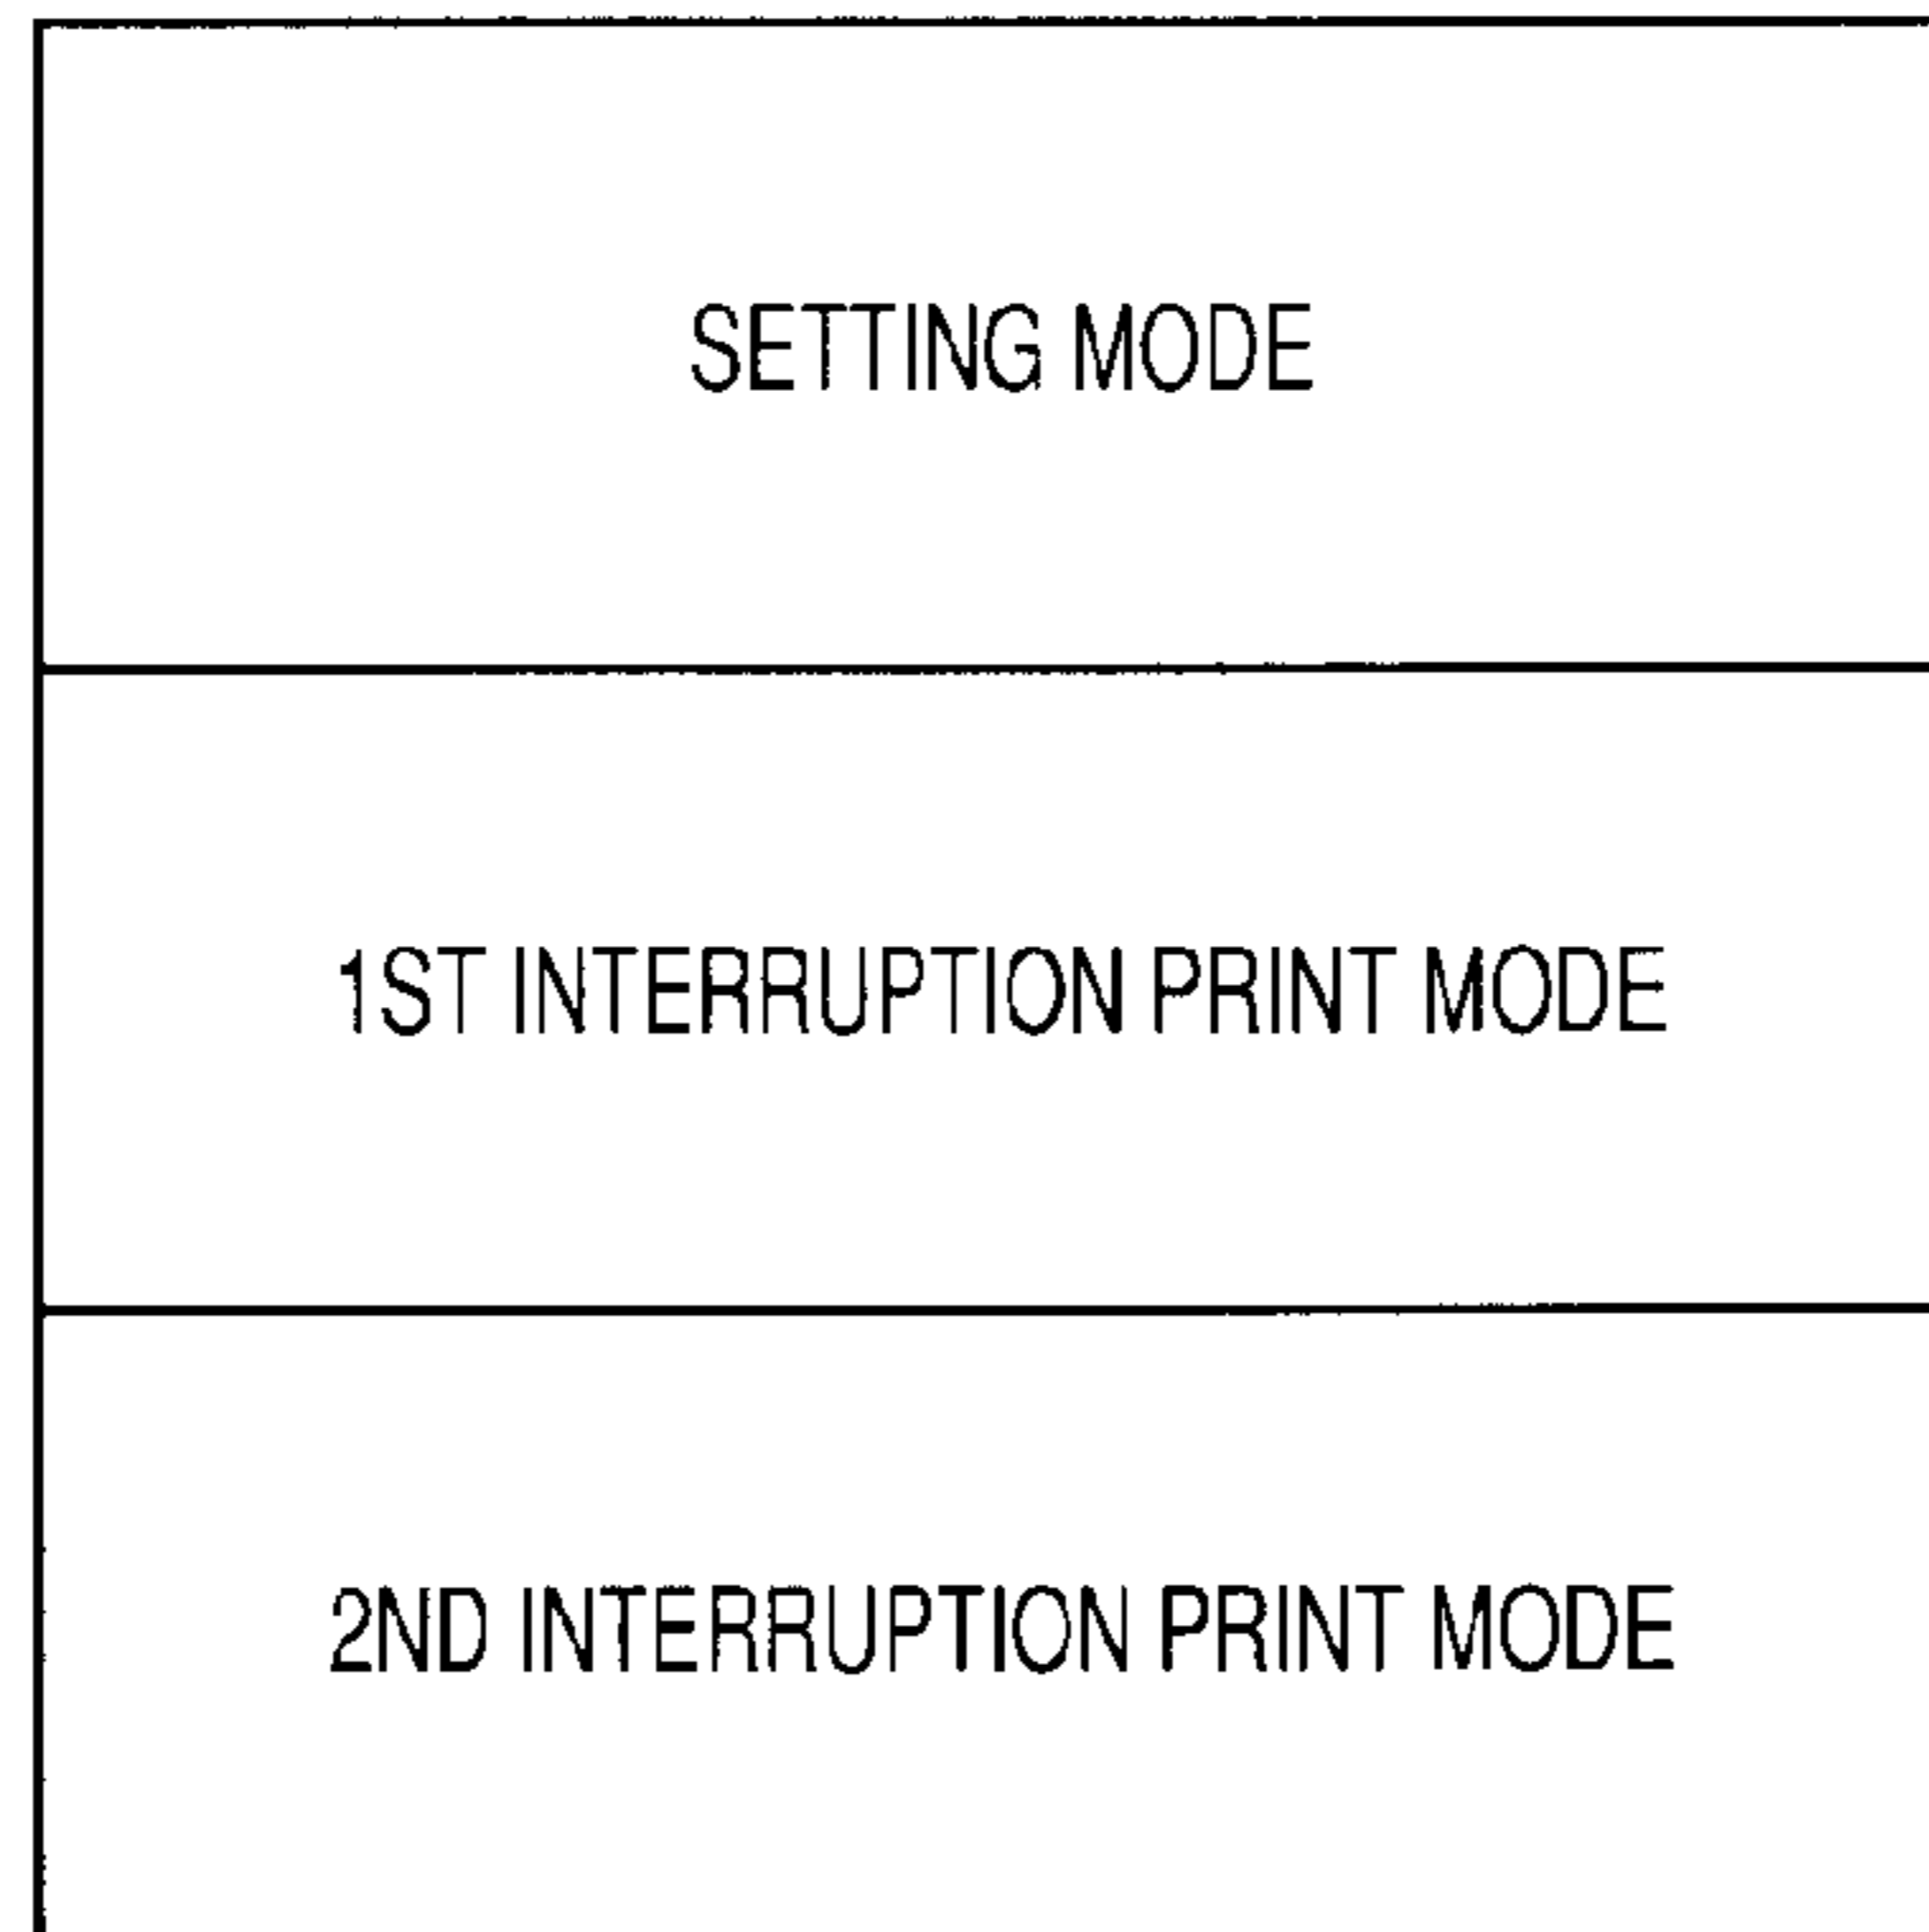 SETTING MODE
1ST INTERRUPTION PRINT MODE
2ND INTERRUPTION PRINT MODE